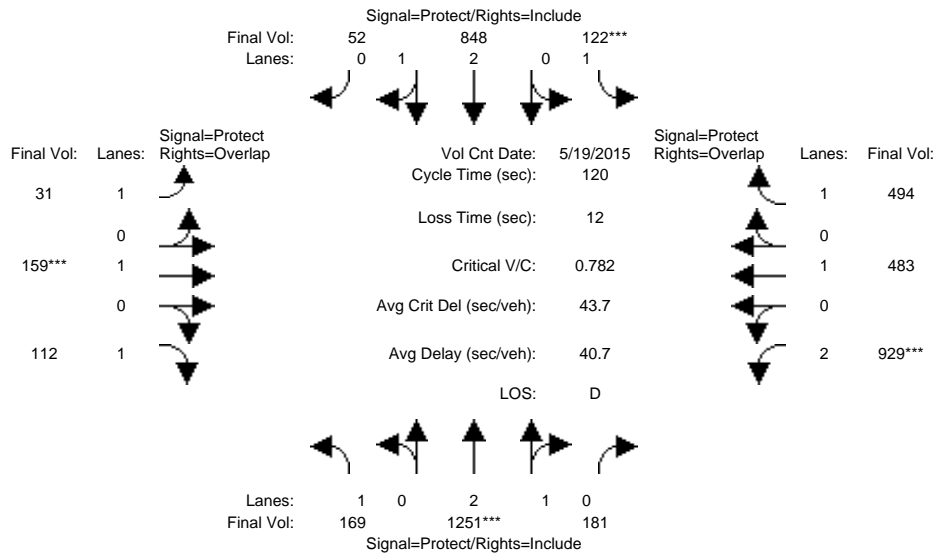 Signal=Protect/Rights=Include
Final Vol: 52 848 122***
Lanes: 0 1 2 0 1
Signal=Protect
Final Vol: Lanes: Rights=Overlap
Vol Cnt Date: 5/19/2015
Signal=Protect
Rights=Overlap Lanes: Final Vol:
Cycle Time (sec): 120
31 1
1 494
Loss Time (sec): 12
0
0
159*** 1
Critical V/C: 0.782
1 483
0
Avg Crit Del (sec/veh): 43.7
0
112 1
Avg Delay (sec/veh): 40.7
2 929***
LOS: D
Lanes: 1 0 2 1 0
Final Vol: 169 1251*** 181
Signal=Protect/Rights=Include